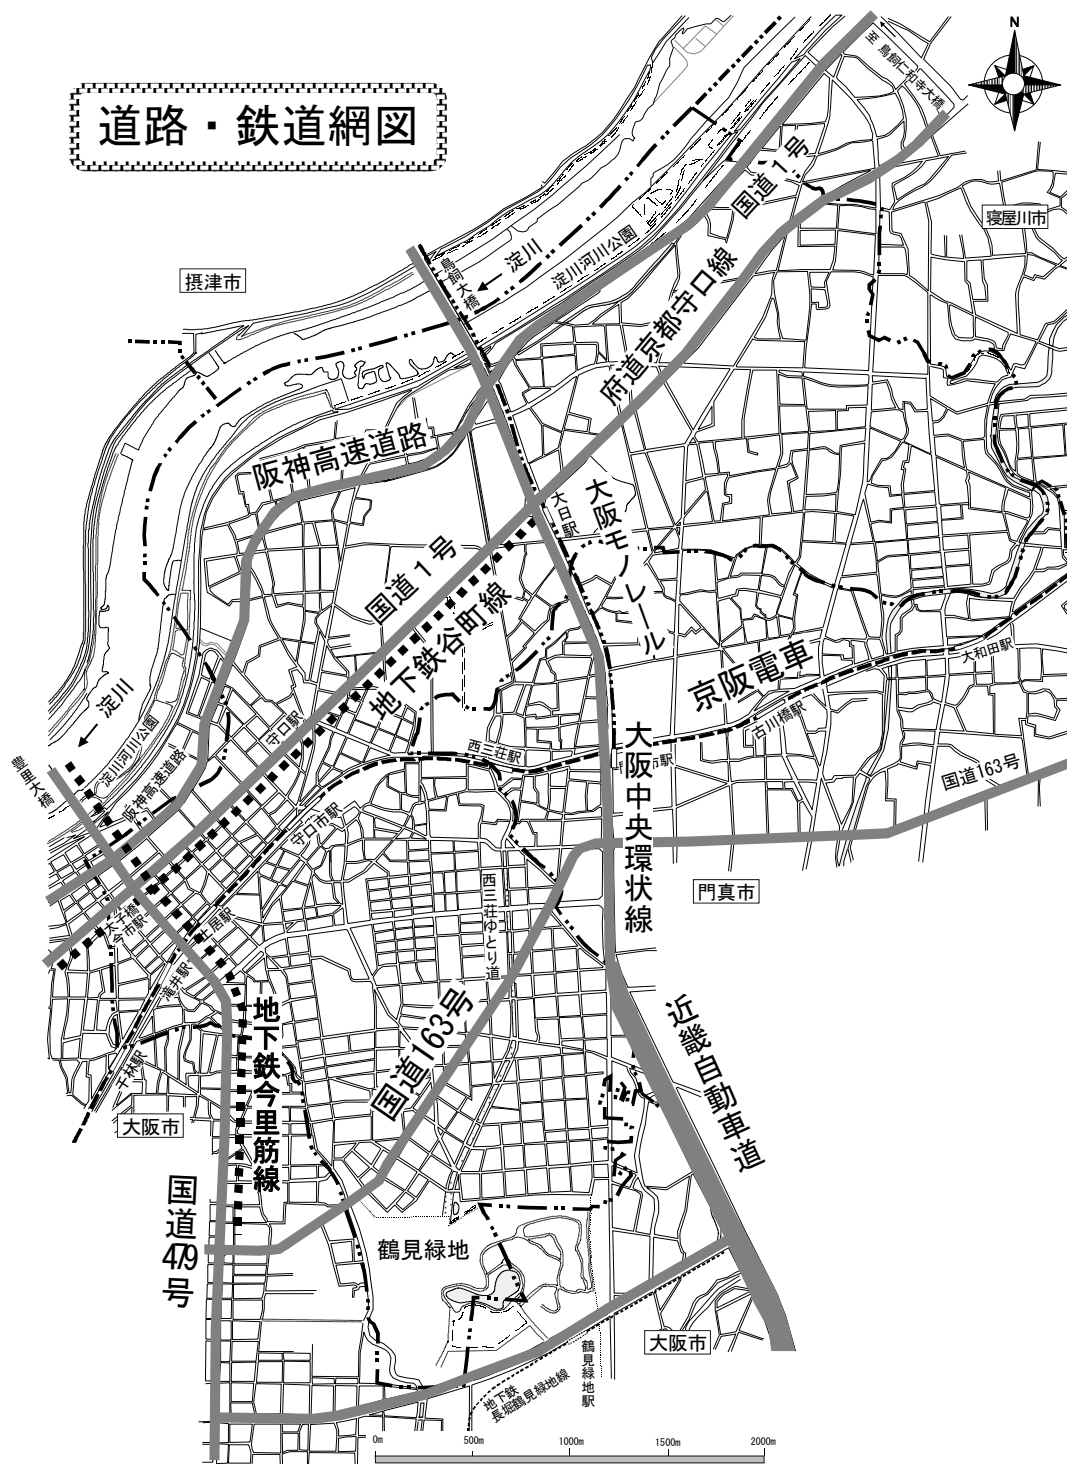 道路・鉄道網図
N
至 鳥飼仁和寺大橋
国道1号
寝屋川市
淀川
淀川河川公園
鳥飼大橋
摂津市
府道京都守口線
阪神高速道路
大日駅
大阪モノレール
国道1号
地下鉄谷町線
京阪電車
大和田駅
古川橋駅
淀川
淀川河川公園
守口駅
西三荘駅
市駅
大阪中央環状線
国道163号
豊里大橋
阪神高速道路
守口市駅
門真市
西三荘ゆとり道
太子橋
今市駅
土居駅
滝井駅
千林駅
地下鉄今里筋線
国道163号
近畿自動車道
大阪市
国道479号
鶴見緑地
大阪市
鶴見緑地駅
地下鉄
長堀鶴見緑地線
0m
500m
1000m
1500m
2000m